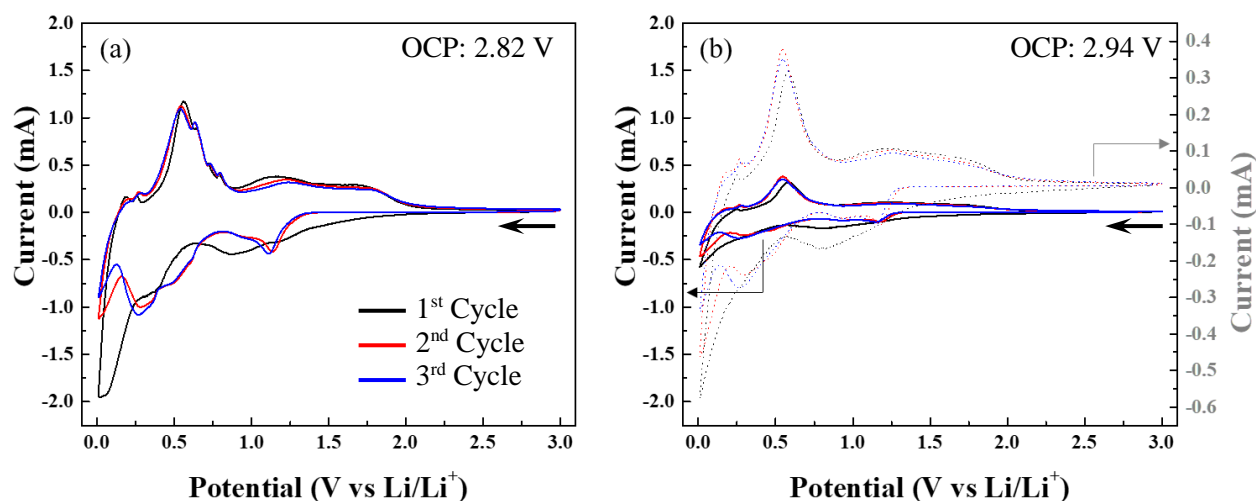 (a)
OCP: 2.82 V
Current (mA)
2.0
1.5
1.0
0.5
0.0
-0.5
-1.0
-1.5
-2.0
1st Cycle
2nd Cycle
3rd Cycle
0.0 0.5 1.0 1.5 2.0 2.5 3.0
Potential (V vs Li/Li+)
(b)
OCP: 2.94 V
Current (mA)
2.0
1.5
1.0
0.5
0.0
-0.5
-1.0
-1.5
-2.0
0.4
0.3
0.2
0.1
0.0
-0.1
-0.2
-0.3
-0.4
-0.5
-0.6
Current (mA)
0.0 0.5 1.0 1.5 2.0 2.5 3.0
Potential (V vs Li/Li+)